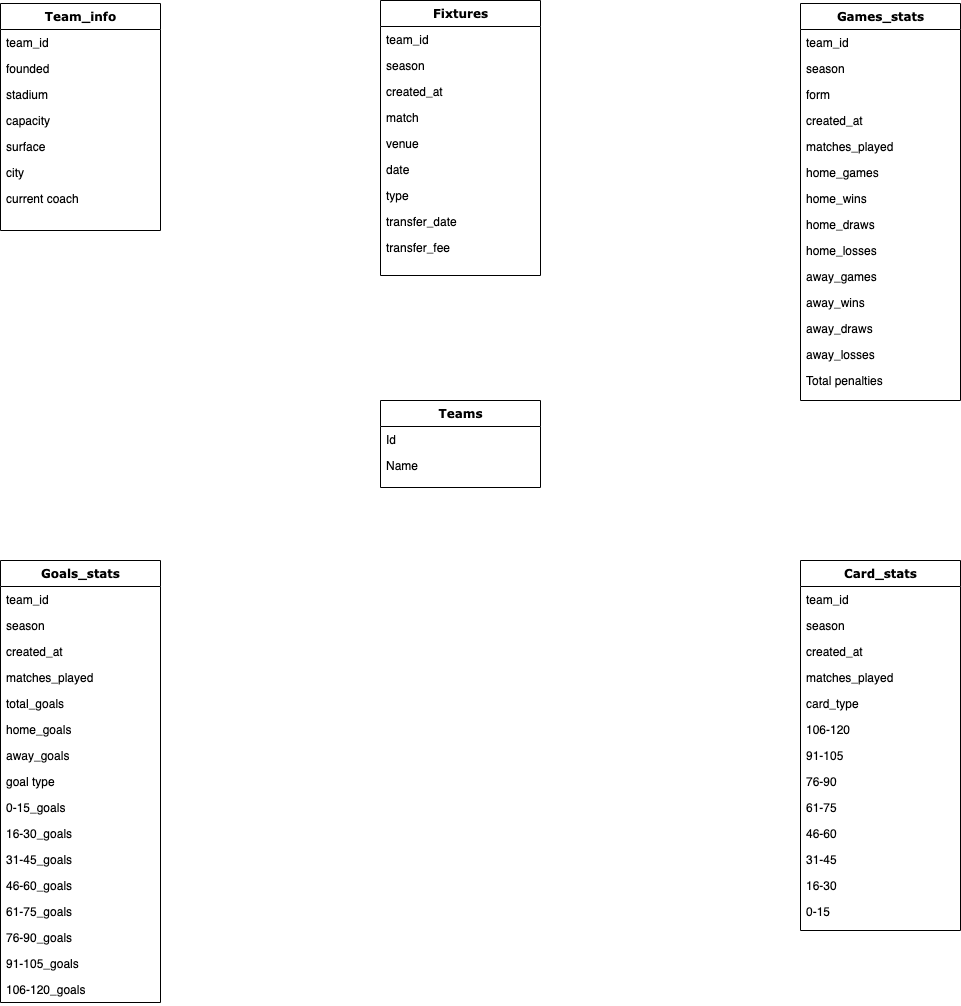 Team_info
team_id
founded
stadium
capacity
surface
city
current coach
Fixtures
team_id
season
created_at
match
venue
date
type
transfer_date
transfer_fee
Games_stats
team_id
season
form
created_at
matches_played
home_games
home_wins
home_draws
home_losses
away_games
away_wins
away_draws
away_losses
Total penalties
Teams
Id
Name
Goals_stats
team_id
season
created_at
matches_played
total_goals
home_goals
away_goals
goal type
0-15_goals
16-30_goals
31-45_goals
46-60_goals
61-75_goals
76-90_goals
91-105_goals
106-120_goals
Card_stats
team_id
season
created_at
matches_played
card_type
106-120
91-105
76-90
61-75
46-60
31-45
16-30
0-15